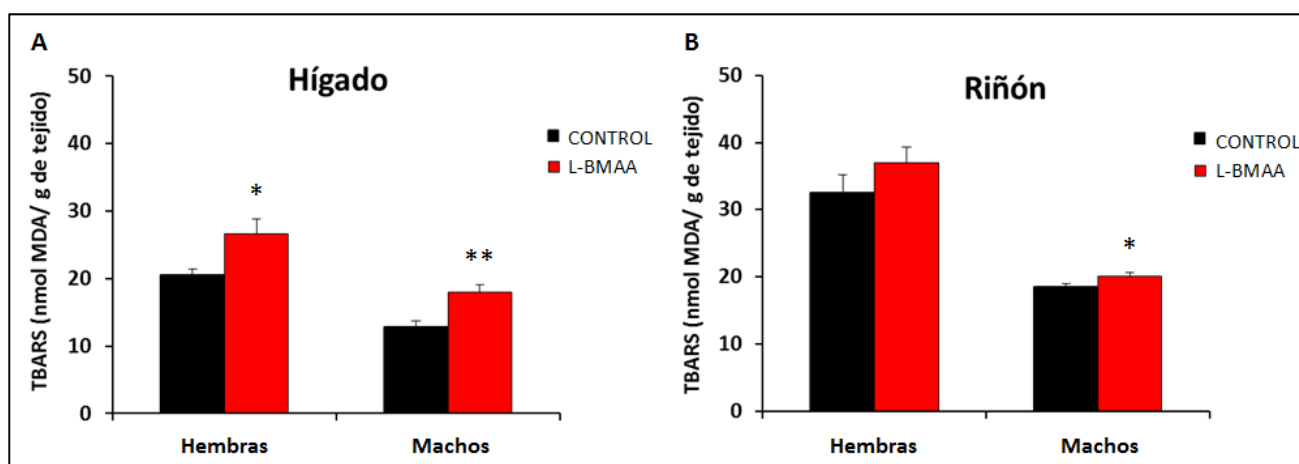 A
Hígado
TBARS (nmol MDA/ g de tejido)
50
40
30
20
10
0
CONTROL
L-BMAA
*
**
Hembras
Machos
B
Riñón
TBARS (nmol MDA/ g de tejido)
50
40
30
20
10
0
CONTROL
L-BMAA
*
Hembras
Machos